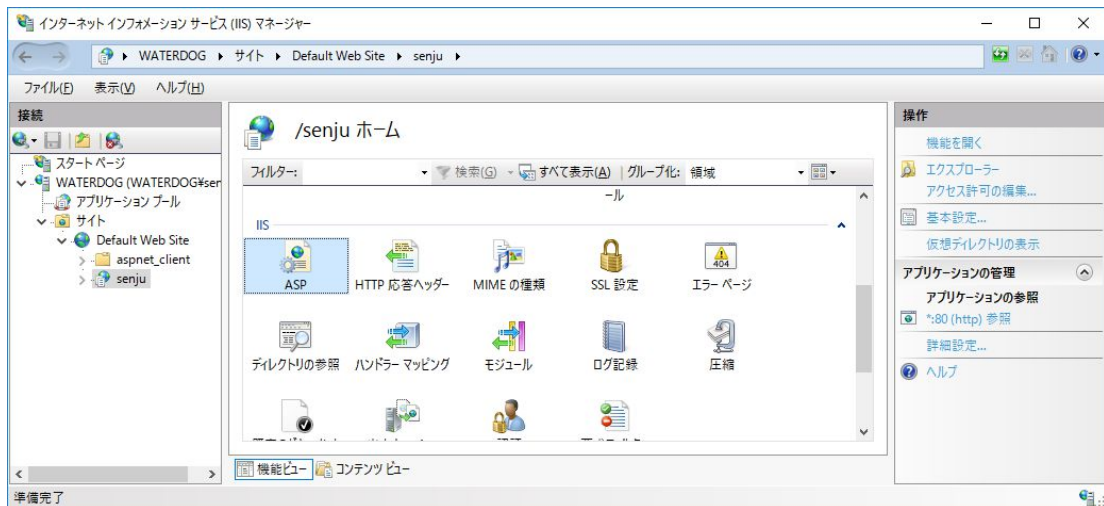 インターネット インフォメーション サービス (IIS) マネージャー
WATERDOG サイト Default Web Site senju
ファイル(F) 表示(V) ヘルプ(H)
接続
スタート ページ
WATERDOG (WATERDOG¥ser
アプリケーション プール
サイト
Default Web Site
aspnet_client
senju
/senju ホーム
フィルター: 検索(G) すべて表示(A) グループ化: 領域
ール
IIS
ASP HTTP 応答ヘッダー MIME の種類 SSL 設定 エラー ページ
404
ディレクトリの参照 ハンドラー マッピング モジュール ログ記録 圧縮
機能ビュー コンテンツ ビュー
操作
機能を開く
エクスプローラー
アクセス許可の編集...
基本設定...
仮想ディレクトリの表示
アプリケーションの管理
アプリケーションの参照
*:80 (http) 参照
詳細設定...
ヘルプ
準備完了